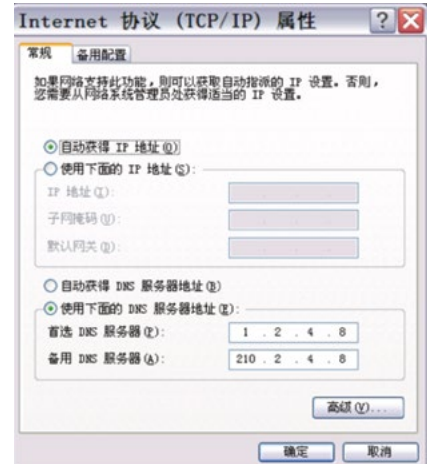 Internet 协议 (TCP/IP) 属性
常规 备用配置
如果网络支持此功能，则可以获取自动指派的 IP 设置。否则，
您需要从网络系统管理员处获得适当的 IP 设置。
自动获得 IP 地址(O)
使用下面的 IP 地址(S):
IP 地址(I):
子网掩码(U):
默认网关(D):
自动获得 DNS 服务器地址(B)
使用下面的 DNS 服务器地址(E):
首选 DNS 服务器(P): 1 . 2 . 4 . 8
备用 DNS 服务器(A): 210 . 2 . 4 . 8
高级(V)...
确定 取消